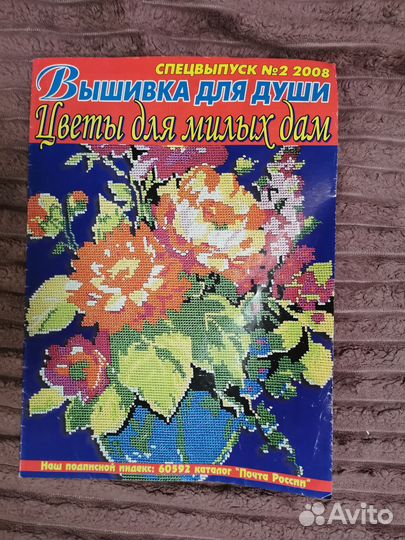 СПЕЦВЫПУСК №2 2008
ВЫШИВКА ДЛЯ ДУШИ
Цветы для милых дам
Наш подписной индекс: 60592 каталог "Почта России"
Avito